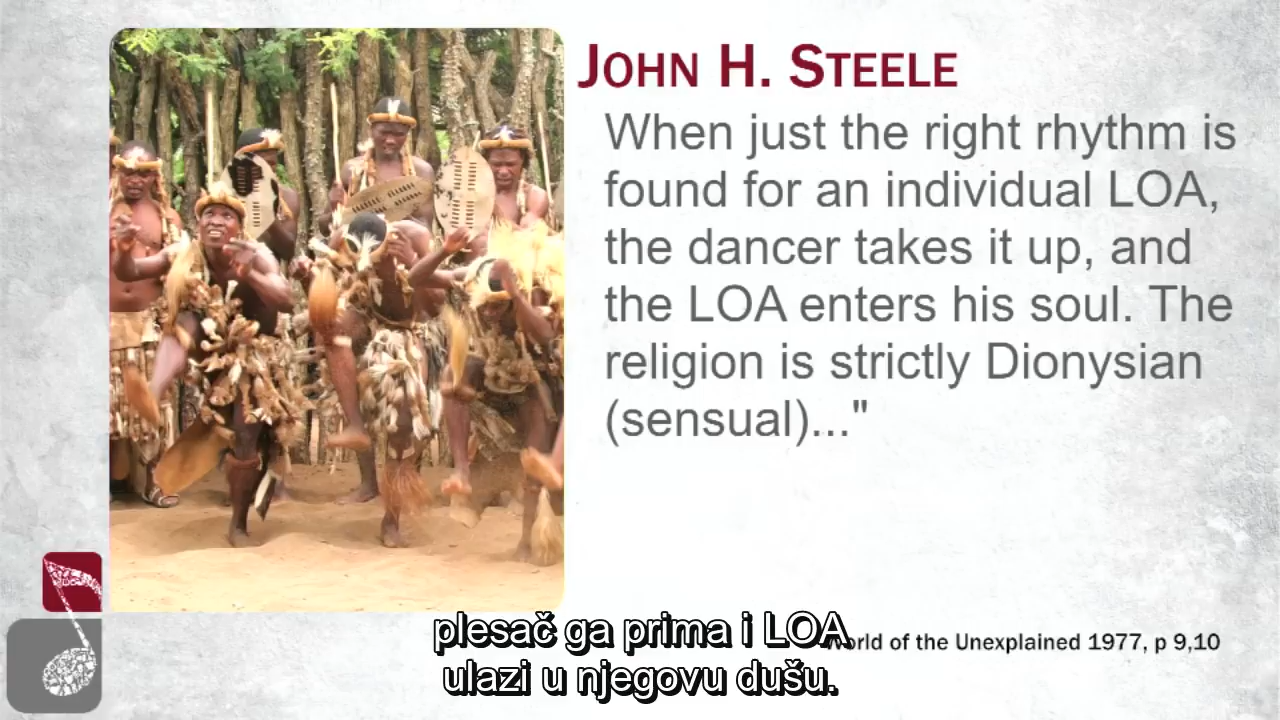 JOHN H. STEELE
When just the right rhythm is
found for an individual LOA,
the dancer takes it up, and
the LOA enters his soul. The
religion is strictly Dionysian
(sensual)..."
World of the Unexplained 1977, p 9,10
plesač ga prima i LOA
ulazi u njegovu dušu.